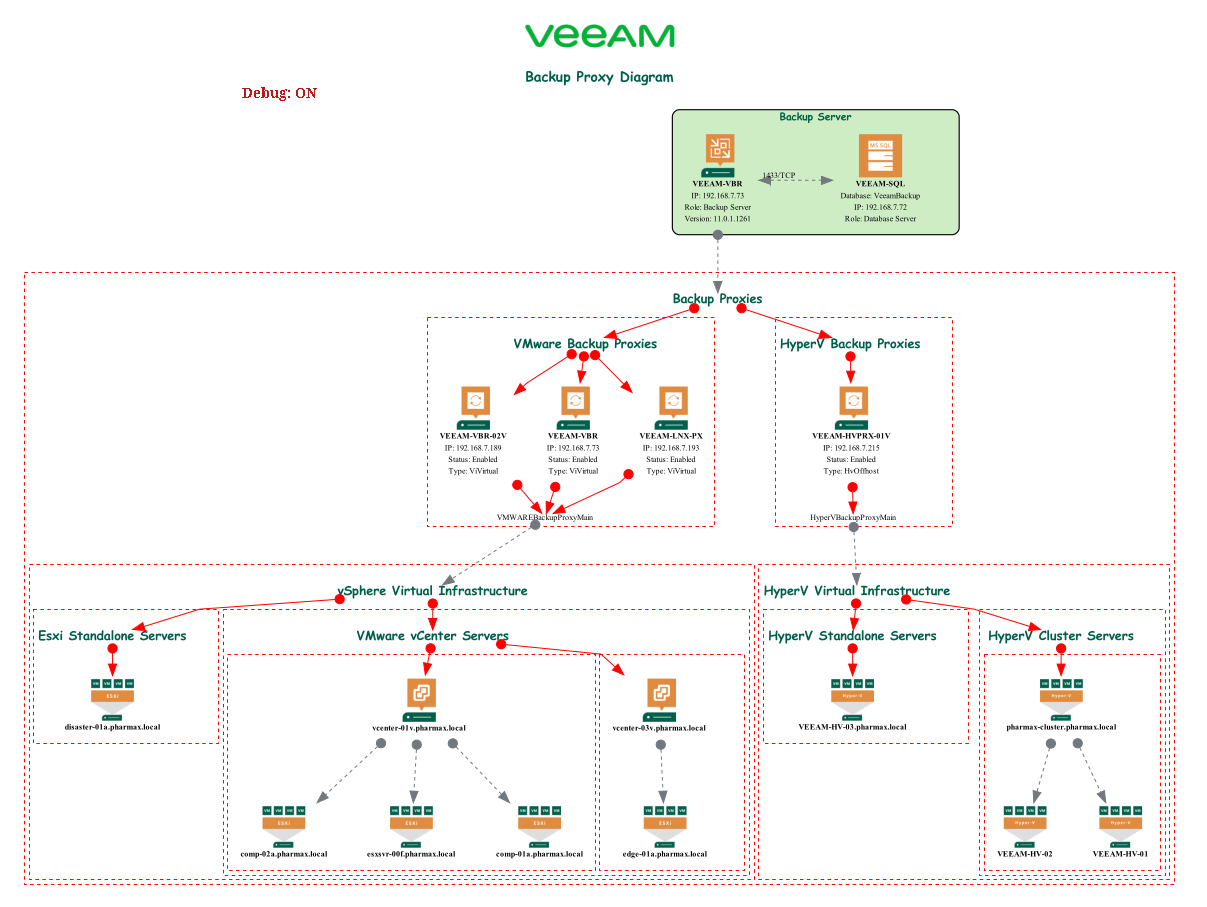 veeAM
Backup Proxy Diagram
Debug: ON
Backup Server
MS SQL
1433/TCP
VEEAM-VBR
IP: 192.168.7.73
Role: Backup Server
Version: 11.0.1.1261
VEEAM-SQL
Database: VeeamBackup
IP: 192.168.7.72
Role: Database Server
Backup Proxies
VMware Backup Proxies
HyperV Backup Proxies
VEEAM-VBR-02V
IP: 192.168.7.189
Status: Enabled
Type: ViVirtual
VEEAM-VBR
IP: 192.168.7.73
Status: Enabled
Type: ViVirtual
VEEAM-LNX-PX
IP: 192.168.7.193
Status: Enabled
Type: ViVirtual
VEEAM-HVPRX-01V
IP: 192.168.7.215
Status: Enabled
Type: HvOffhost
VMWAREBackupProxyMain
HyperVBackupProxyMain
vSphere Virtual Infrastructure
HyperV Virtual Infrastructure
Esxi Standalone Servers
VMware vCenter Servers
HyperV Standalone Servers
HyperV Cluster Servers
VM VM VM VM
ESXi
disaster-01a.pharmax.local
vcenter-01v.pharmax.local
vcenter-03v.pharmax.local
VM VM VM VM
Hyper-V
VEEAM-HV-03.pharmax.local
VM VM VM VM
Hyper-V
pharmax-cluster.pharmax.local
VM VM VM VM
ESXi
comp-02a.pharmax.local
VM VM VM VM
ESXi
esxsvr-00f.pharmax.local
VM VM VM VM
ESXi
comp-01a.pharmax.local
VM VM VM VM
ESXi
edge-01a.pharmax.local
VM VM VM VM
Hyper-V
VEEAM-HV-02
VM VM VM VM
Hyper-V
VEEAM-HV-01